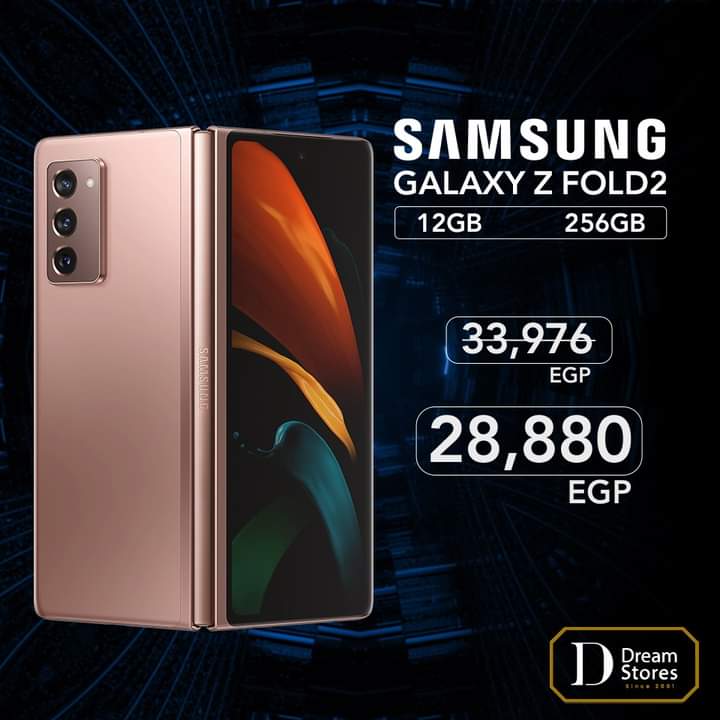 SAMSUNG
GALAXY Z FOLD2
12GB 256GB
33,976
EGP
28,880
EGP
SAMSUNG
D Dream
Stores
Since 2001